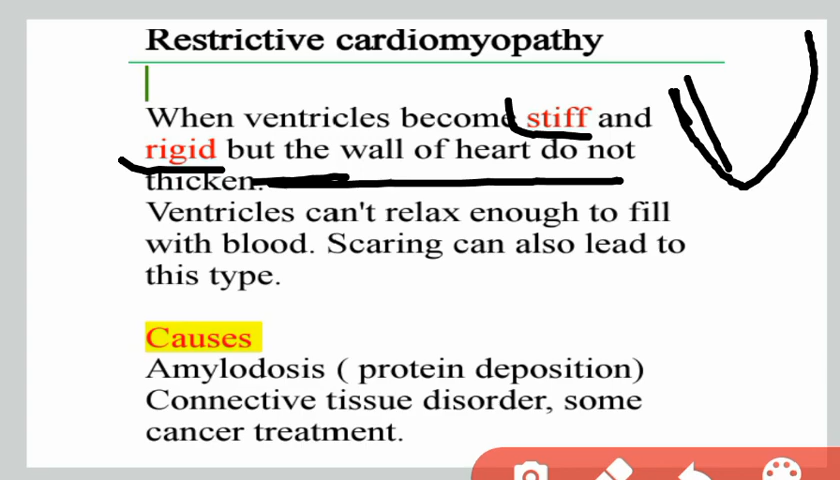 Restrictive cardiomyopathy
When ventricles become stiff and
rigid but the wall of heart do not
thicken.
Ventricles can't relax enough to fill
with blood. Scaring can also lead to
this type.
Causes
Amylodosis ( protein deposition)
Connective tissue disorder, some
cancer treatment.